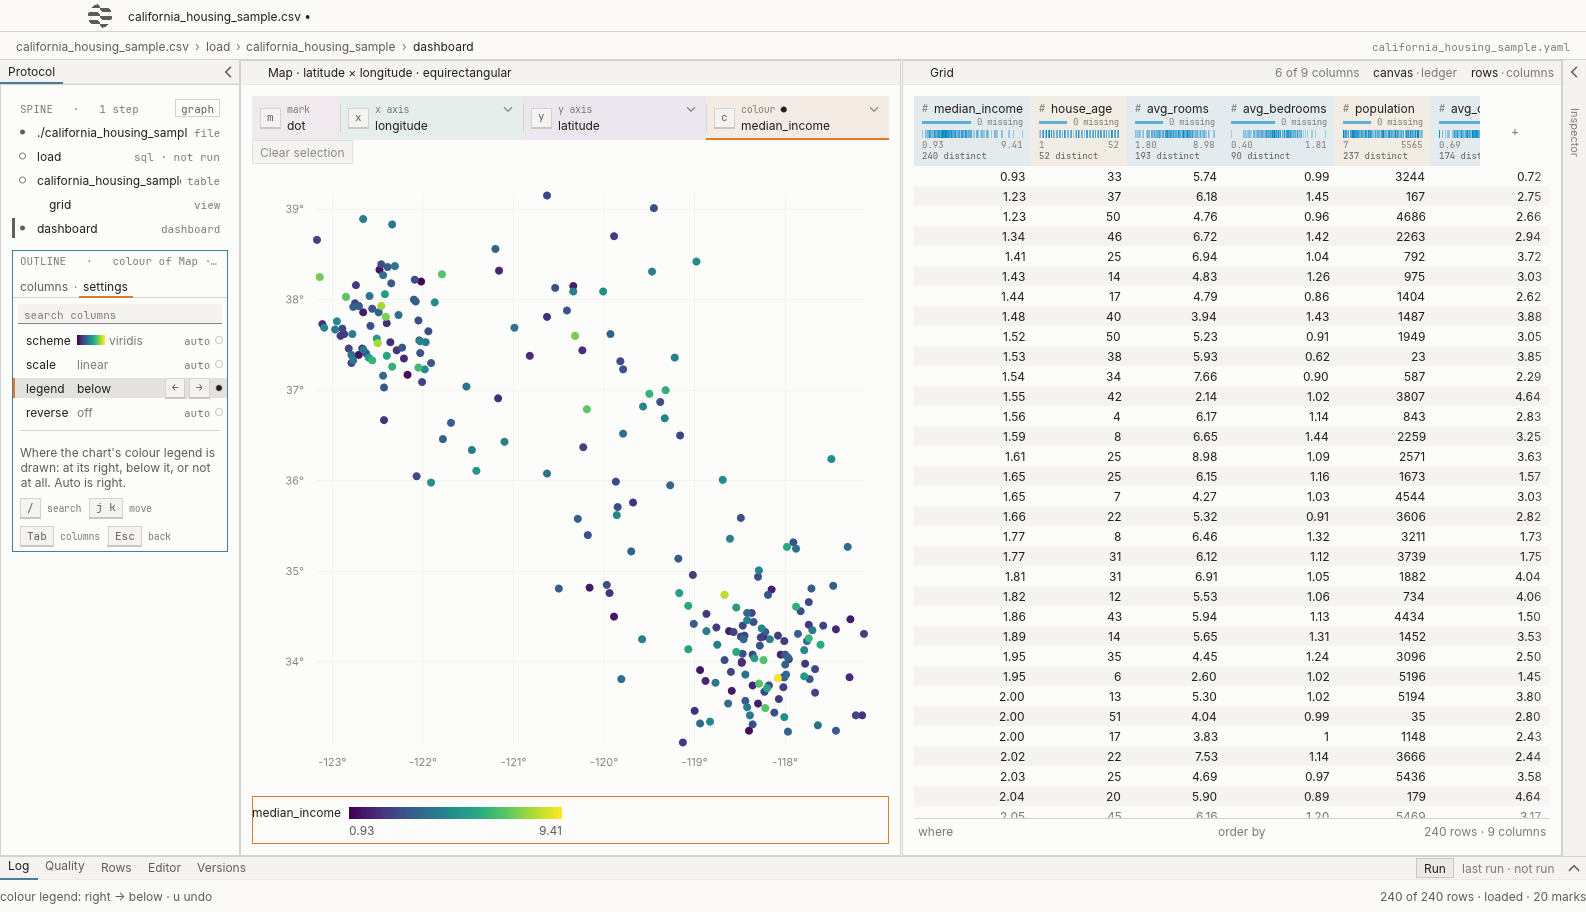 california_housing_sample.csv •
california_housing_sample.csv › load › california_housing_sample › dashboard
california_housing_sample.yaml
Protocol
SPINE · 1 step graph
./california_housing_sampl file
load sql · not run
california_housing_sample table
grid view
dashboard dashboard
OUTLINE · colour of Map ·…
columns · settings
search columns
scheme viridis auto
scale linear auto
legend below ← →
reverse off auto
Where the chart's colour legend is
drawn: at its right, below it, or not
at all. Auto is right.
/ search j k move
Tab columns Esc back
Map · latitude × longitude · equirectangular
m mark dot
x x axis longitude
y y axis latitude
c colour ● median_income
Clear selection
39°
38°
37°
36°
35°
34°
-123° -122° -121° -120° -119° -118°
median_income
0.93 9.41
Grid
6 of 9 columns canvas · ledger rows · columns
# median_income # house_age # avg_rooms # avg_bedrooms # population # avg_c
0 missing 0 missing 0 missing 0 missing 0 missing +
0.93 9.41 1 52 1.80 8.98 0.40 1.81 7 5565 0.69
240 distinct 52 distinct 193 distinct 90 distinct 237 distinct 174 dist
0.93 33 5.74 0.99 3244 0.72
1.23 37 6.18 1.45 167 2.75
1.23 50 4.76 0.96 4686 2.66
1.34 46 6.72 1.42 2263 2.94
1.41 25 6.94 1.04 792 3.72
1.43 14 4.83 1.26 975 3.03
1.44 17 4.79 0.86 1404 2.62
1.48 40 3.94 1.43 1487 3.88
1.52 50 5.23 0.91 1949 3.05
1.53 38 5.93 0.62 23 3.85
1.54 34 7.66 0.90 587 2.29
1.55 42 2.14 1.02 3807 4.64
1.56 4 6.17 1.14 843 2.83
1.59 8 6.65 1.44 2259 3.25
1.61 25 8.98 1.09 2571 3.63
1.65 25 6.15 1.16 1673 1.57
1.65 7 4.27 1.03 4544 3.03
1.66 22 5.32 0.91 3606 2.82
1.77 8 6.46 1.32 3211 1.73
1.77 31 6.12 1.12 3739 1.75
1.81 31 6.91 1.05 1882 4.04
1.82 12 5.53 1.06 734 4.06
1.86 43 5.94 1.13 4434 1.50
1.89 14 5.65 1.31 1452 3.53
1.95 35 4.45 1.24 3096 2.50
1.95 6 2.60 1.02 5196 1.45
2.00 13 5.30 1.02 5194 3.80
2.00 51 4.04 0.99 35 2.80
2.00 17 3.83 1 1148 2.43
2.02 22 7.53 1.14 3666 2.44
2.03 25 4.69 0.97 5436 3.58
2.04 20 5.90 0.89 179 4.64
2.05 45 6.16 1.20 5469 3.17
where order by 240 rows · 9 columns
Inspector
Log Quality Rows Editor Versions
Run last run · not run
colour legend: right → below · u undo
240 of 240 rows · loaded · 20 marks